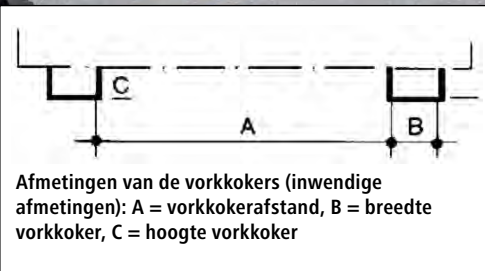 C
A
B
Afmetingen van de vorkkokers (inwendige
afmetingen): A = vorkkokerafstand, B = breedte
vorkkoker, C = hoogte vorkkoker